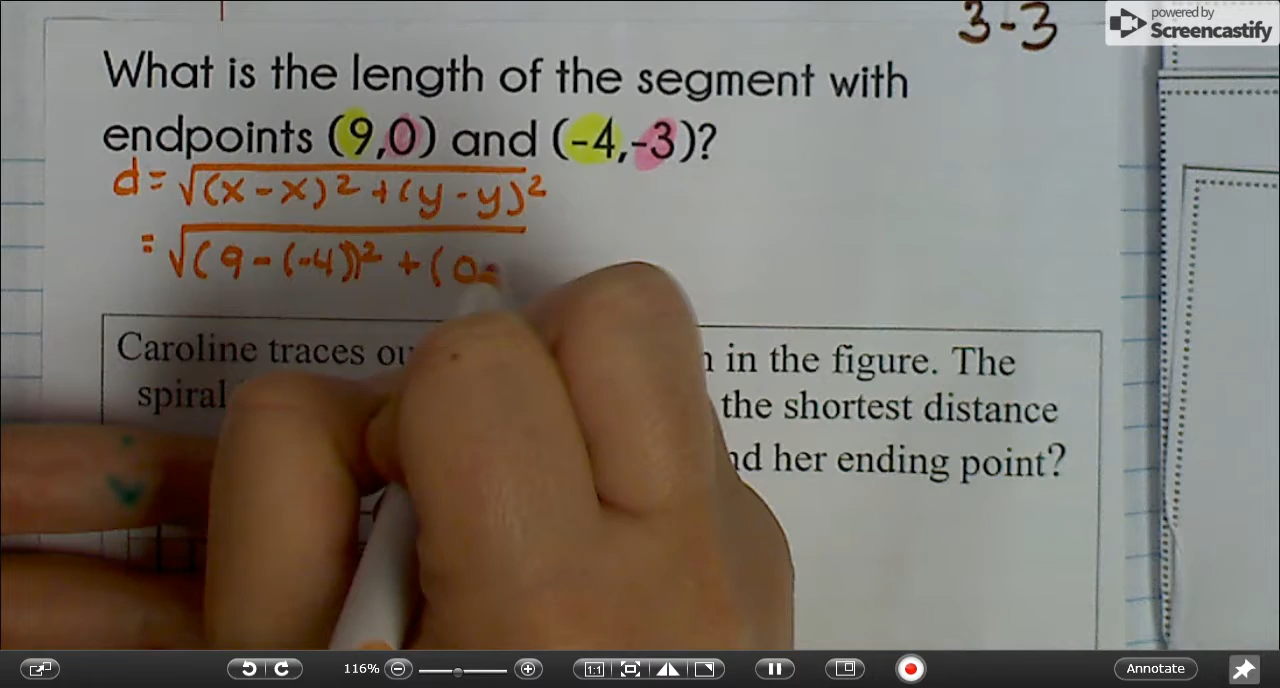 3-3
powered by
Screencastify
What is the length of the segment with
endpoints (9,0) and (-4,-3)?
d = √(x - x)² + (y - y)²
= √(9 - (-4))² + (0-
Caroline traces in the figure. The
spiral the shortest distance
her ending point?
116%
1:1
Annotate